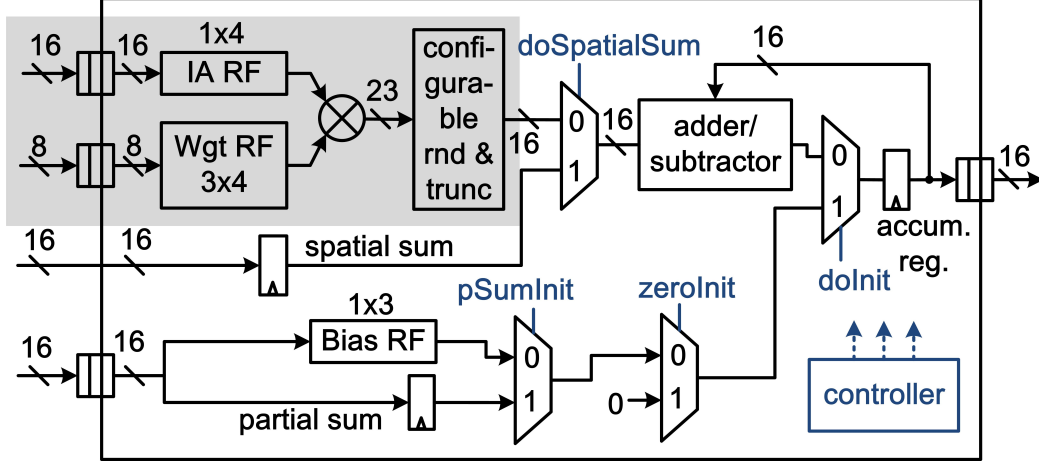 16
16
1x4
IA RF
8
8
Wgt RF
3x4
23
confi-
gura-
ble
rnd &
trunc
16
doSpatialSum
0
1
16
16
adder/
subtractor
0
1
doInit
accum.
reg.
16
16
16
spatial sum
16
16
1x3
Bias RF
partial sum
pSumInit
0
1
zeroInit
0
1
0
controller